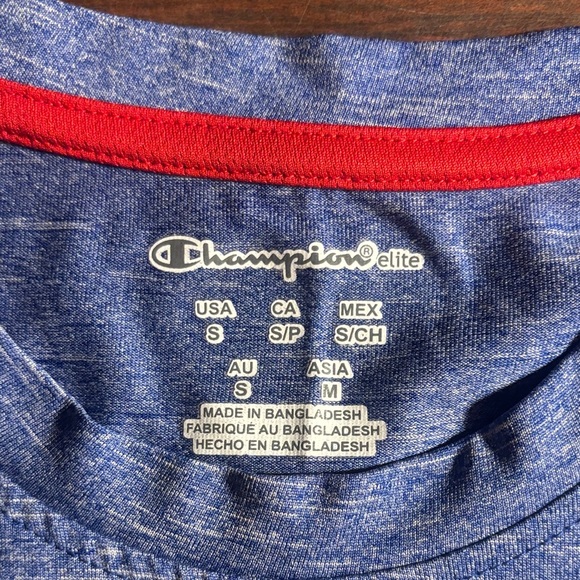 Champion® elite
USA CA MEX
S S/P S/CH
AU ASIA
S M
MADE IN BANGLADESH
FABRIQUÉ AU BANGLADESH
HECHO EN BANGLADESH